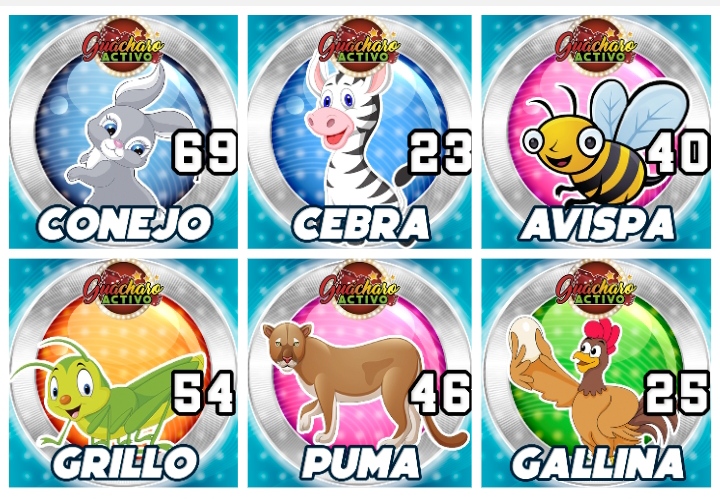 Guácharo
ACTIVO
69
CONEJO
Guácharo
ACTIVO
23
CEBRA
Guácharo
ACTIVO
40
AVISPA
Guácharo
ACTIVO
54
GRILLO
Guácharo
ACTIVO
46
PUMA
Guácharo
ACTIVO
25
GALLINA